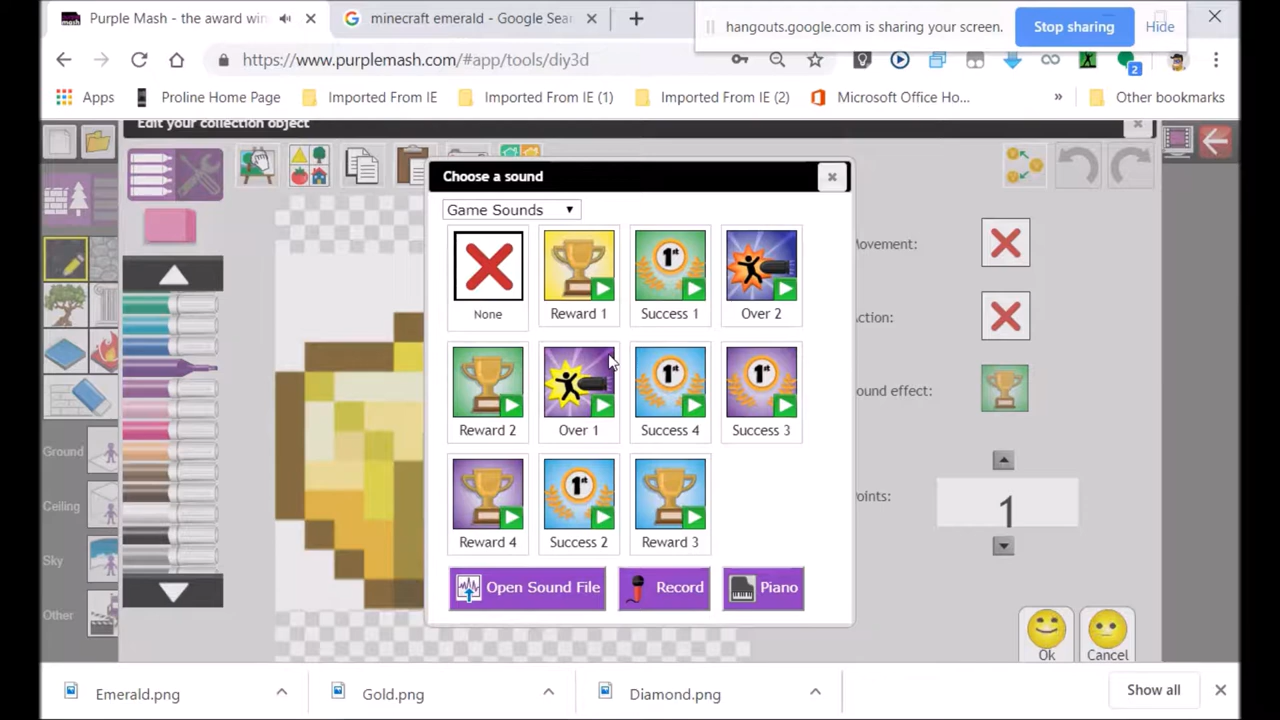 Purple Mash - the award win
minecraft emerald - Google Sea
hangouts.google.com is sharing your screen.
Stop sharing
Hide
https://www.purplemash.com/#app/tools/diy3d
2
Apps
Proline Home Page
Imported From IE
Imported From IE (1)
Imported From IE (2)
Microsoft Office Ho...
»
Other bookmarks
Edit your collection object
Choose a sound
Game Sounds
None
Reward 1
Success 1
Over 2
Movement:
Action:
Reward 2
Over 1
Success 4
Success 3
ound effect:
Ground
Ceiling
Sky
Other
Reward 4
Success 2
Reward 3
oints:
1
Open Sound File
Record
Piano
Ok
Cancel
Emerald.png
Gold.png
Diamond.png
Show all